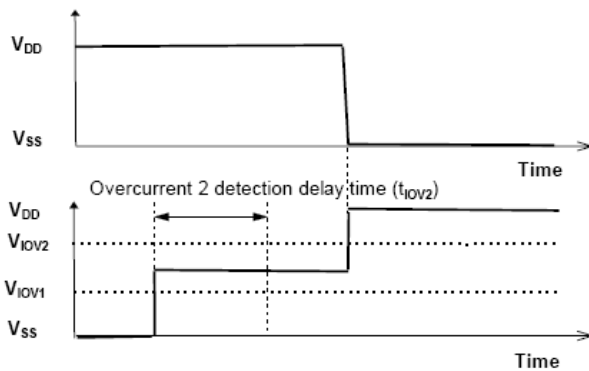 VDD
VSS
Time
Overcurrent 2 detection delay time (tIOV2)
VDD
VIOV2
VIOV1
VSS
Time